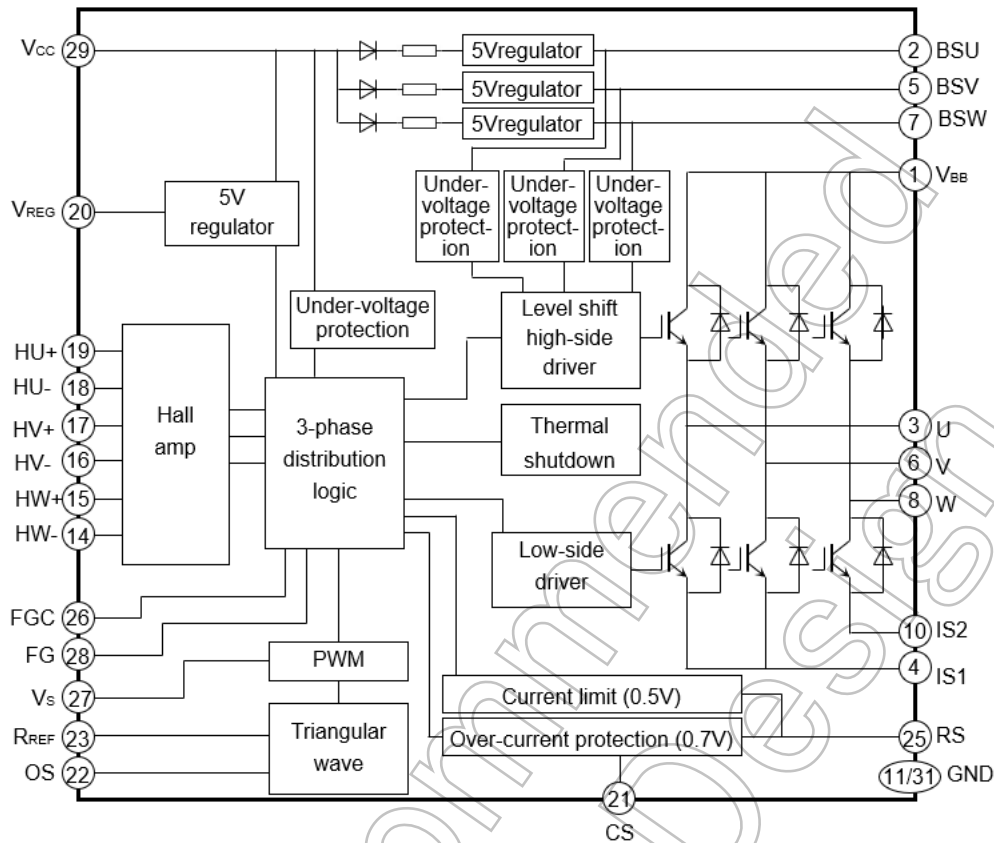 VCC 29
5Vregulator
2 BSU
5Vregulator
5 BSV
5Vregulator
7 BSW
1 VBB
Under-
voltage
protect-
ion
Under-
voltage
protect-
ion
Under-
voltage
protect-
ion
VREG 20
5V
regulator
Under-voltage
protection
Level shift
high-side
driver
HU+ 19
HU- 18
HV+ 17
HV- 16
HW+ 15
HW- 14
Hall
amp
3-phase
distribution
logic
Thermal
shutdown
3 U
6 V
8 W
Low-side
driver
FGC 26
FG 28
VS 27
RREF 23
OS 22
PWM
Triangular
wave
10 IS2
4 IS1
Current limit (0.5V)
Over-current protection (0.7V)
25 RS
11/31 GND
21
CS
ommended
Design